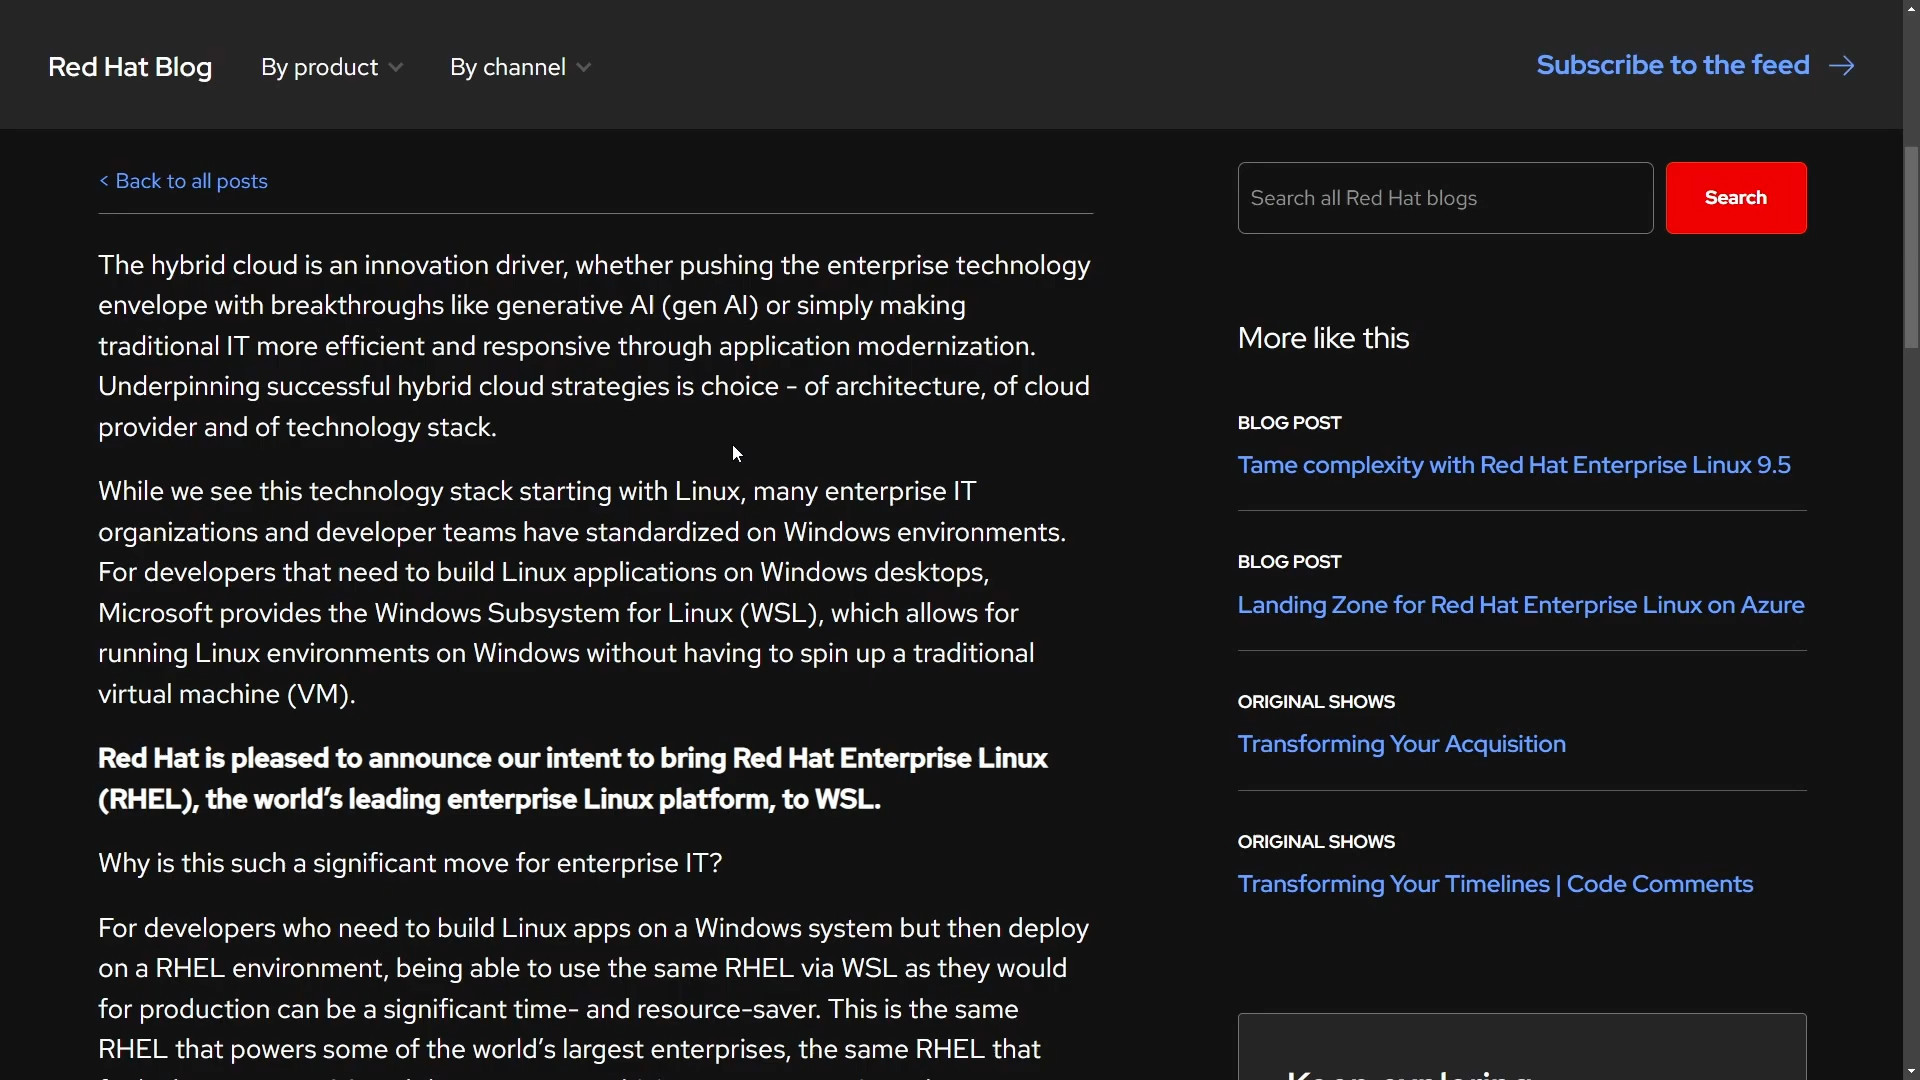 Red Hat Blog By product By channel Subscribe to the feed →
< Back to all posts
The hybrid cloud is an innovation driver, whether pushing the enterprise technology
envelope with breakthroughs like generative AI (gen AI) or simply making
traditional IT more efficient and responsive through application modernization.
Underpinning successful hybrid cloud strategies is choice - of architecture, of cloud
provider and of technology stack.
While we see this technology stack starting with Linux, many enterprise IT
organizations and developer teams have standardized on Windows environments.
For developers that need to build Linux applications on Windows desktops,
Microsoft provides the Windows Subsystem for Linux (WSL), which allows for
running Linux environments on Windows without having to spin up a traditional
virtual machine (VM).
Red Hat is pleased to announce our intent to bring Red Hat Enterprise Linux
(RHEL), the world’s leading enterprise Linux platform, to WSL.
Why is this such a significant move for enterprise IT?
For developers who need to build Linux apps on a Windows system but then deploy
on a RHEL environment, being able to use the same RHEL via WSL as they would
for production can be a significant time- and resource-saver. This is the same
RHEL that powers some of the world’s largest enterprises, the same RHEL that
Search all Red Hat blogs Search
More like this
BLOG POST
Tame complexity with Red Hat Enterprise Linux 9.5
BLOG POST
Landing Zone for Red Hat Enterprise Linux on Azure
ORIGINAL SHOWS
Transforming Your Acquisition
ORIGINAL SHOWS
Transforming Your Timelines | Code Comments
Keep exploring